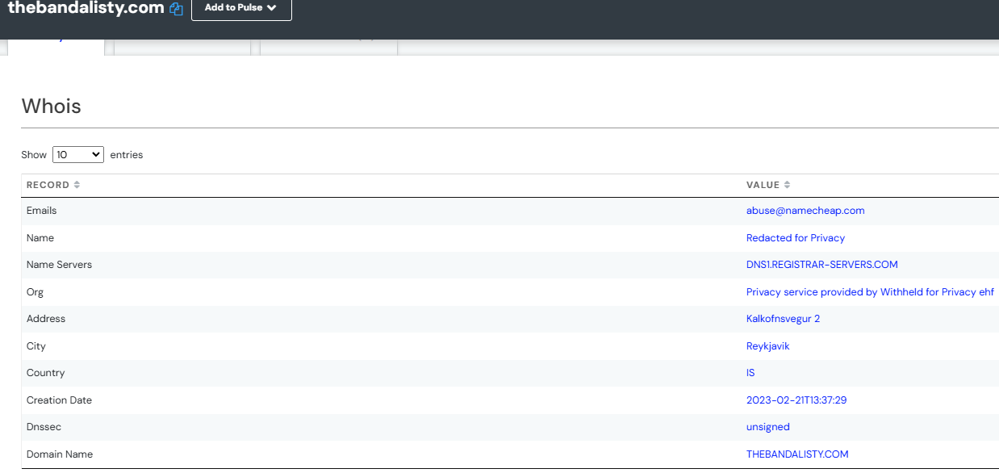 thebandalisty.com
Add to Pulse
Whois
Show 10 entries
RECORD VALUE
Emails abuse@namecheap.com
Name Redacted for Privacy
Name Servers DNS1.REGISTRAR-SERVERS.COM
Org Privacy service provided by Withheld for Privacy ehf
Address Kalkofnsvegur 2
City Reykjavik
Country IS
Creation Date 2023-02-21T13:37:29
Dnssec unsigned
Domain Name THEBANDALISTY.COM